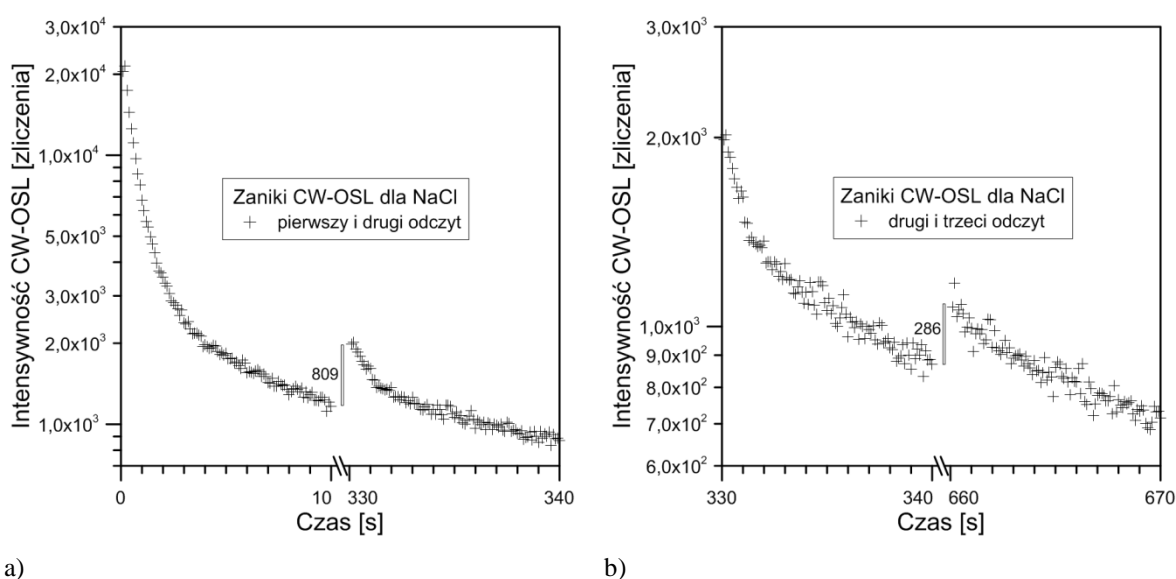 3,0x10⁴
2,0x10⁴
1,0x10⁴
5,0x10³
3,0x10³
2,0x10³
1,0x10³
Intensywność CW-OSL [zliczenia]
Zaniki CW-OSL dla NaCl
pierwszy i drugi odczyt
809
0
10
330
340
Czas [s]
a)
3,0x10³
2,0x10³
1,0x10³
9,0x10²
8,0x10²
7,0x10²
6,0x10²
Intensywność CW-OSL [zliczenia]
Zaniki CW-OSL dla NaCl
drugi i trzeci odczyt
286
330
340
660
670
Czas [s]
b)